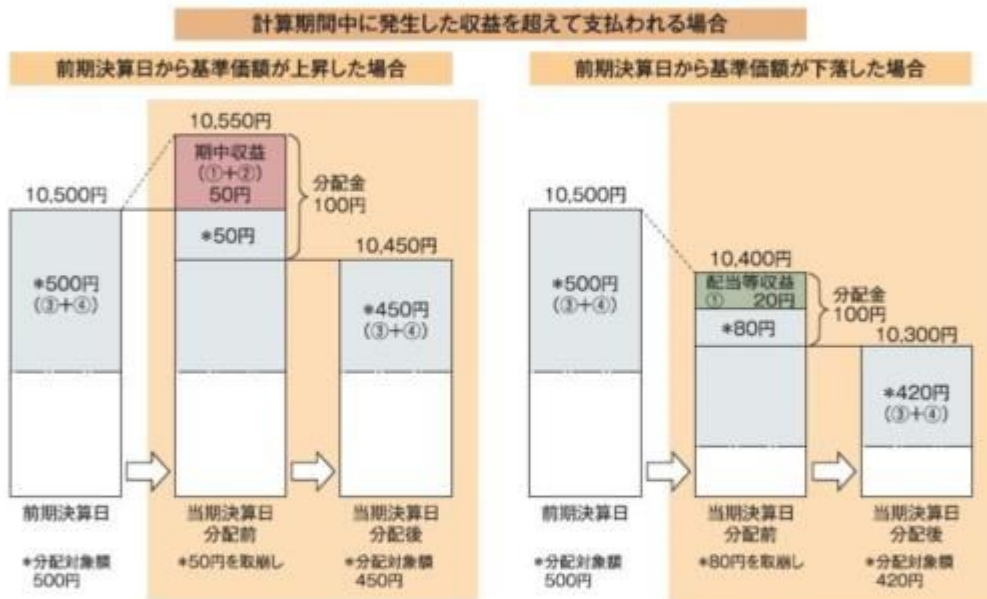 計算期間中に発生した収益を超えて支払われる場合
前期決算日から基準価額が上昇した場合
10,550円
期中収益
(①+②)
50円
分配金
100円
10,500円
*50円
10,450円
*500円
(③+④)
*450円
(③+④)
前期決算日
当期決算日
分配前
当期決算日
分配後
*分配対象額
500円
*50円を取崩し
*分配対象額
450円
前期決算日から基準価額が下落した場合
10,500円
10,400円
配当等収益
① 20円
分配金
100円
*500円
(③+④)
*80円
10,300円
*420円
(③+④)
前期決算日
当期決算日
分配前
当期決算日
分配後
*分配対象額
500円
*80円を取崩し
*分配対象額
420円